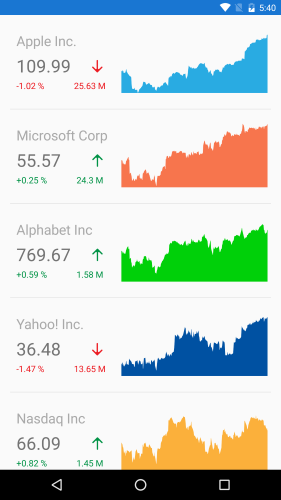 5:40
Apple Inc.
109.99
-1.02 % 25.63 M
Microsoft Corp
55.57
+0.25 % 24.3 M
Alphabet Inc
769.67
+0.59 % 1.58 M
Yahoo! Inc.
36.48
-1.47 % 13.65 M
Nasdaq Inc
66.09
+0.82 % 1.45 M